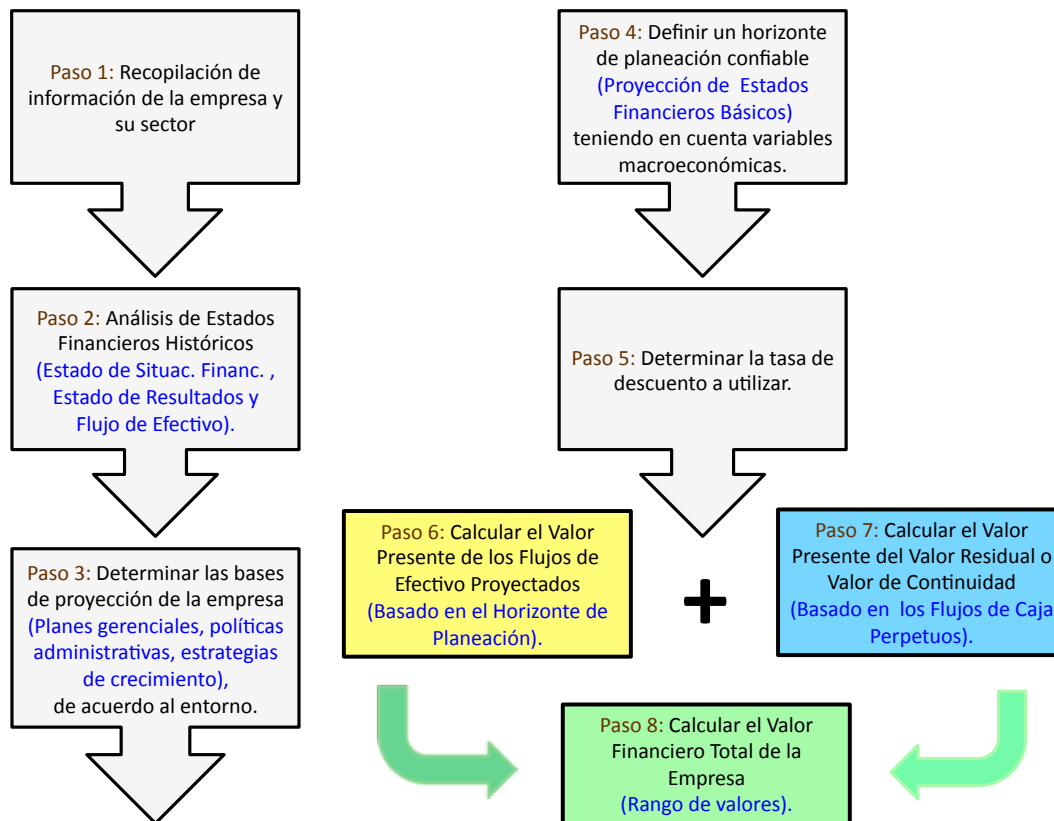 Paso 1: Recopilación de
información de la empresa y
su sector
Paso 2: Análisis de Estados
Financieros Históricos
(Estado de Situac. Financ. ,
Estado de Resultados y
Flujo de Efectivo).
Paso 3: Determinar las bases
de proyección de la empresa
(Planes gerenciales, políticas
administrativas, estrategias
de crecimiento),
de acuerdo al entorno.
Paso 4: Definir un horizonte
de planeación confiable
(Proyección de Estados
Financieros Básicos)
teniendo en cuenta variables
macroeconómicas.
Paso 5: Determinar la tasa de
descuento a utilizar.
Paso 6: Calcular el Valor
Presente de los Flujos de
Efectivo Proyectados
(Basado en el Horizonte de
Planeación).
+
Paso 7: Calcular el Valor
Presente del Valor Residual o
Valor de Continuidad
(Basado en los Flujos de Caja
Perpetuos).
Paso 8: Calcular el Valor
Financiero Total de la
Empresa
(Rango de valores).